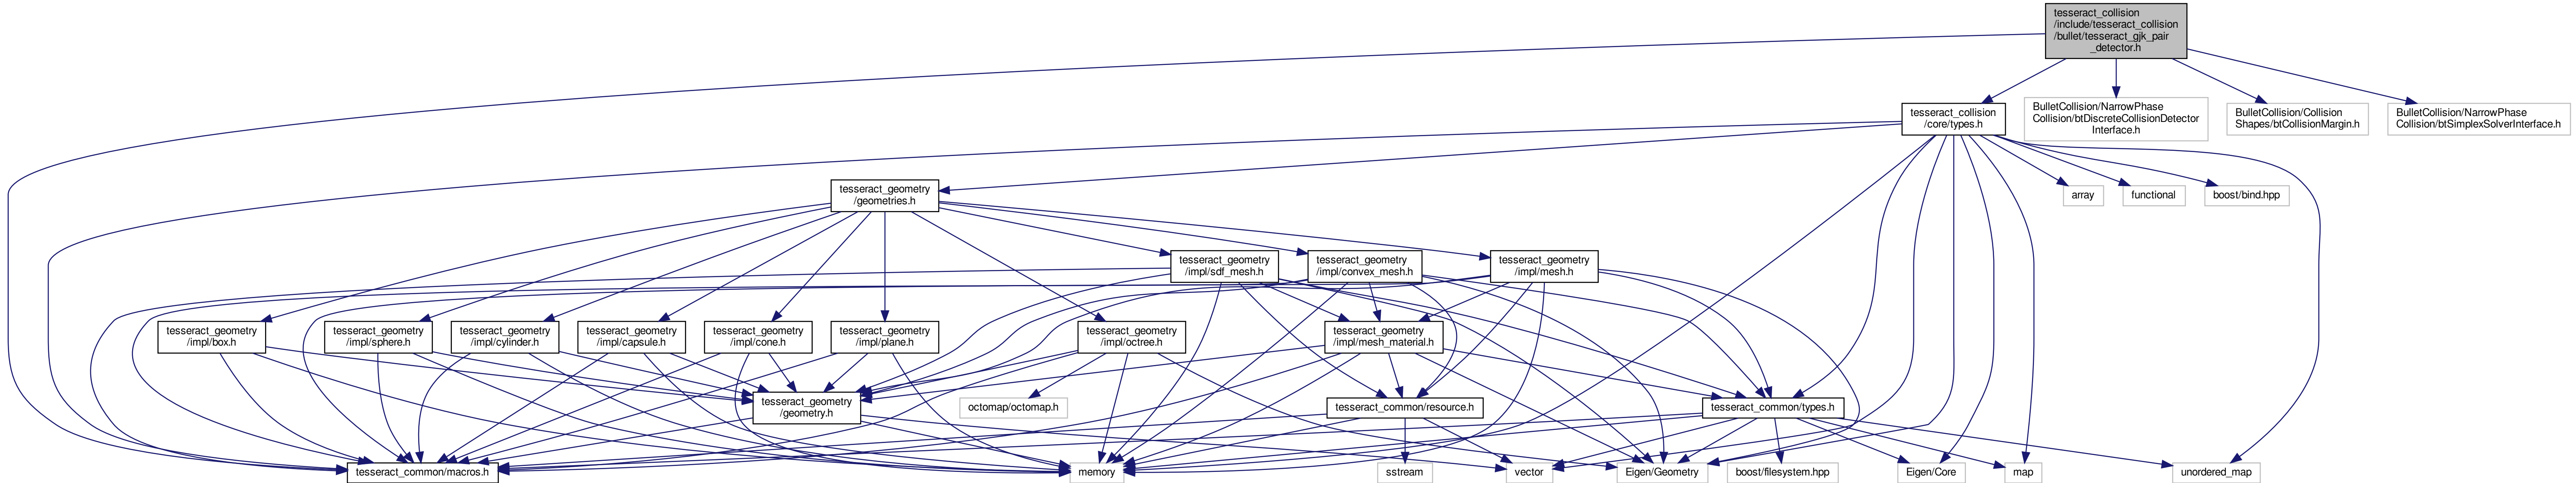 tesseract_collision
/include/tesseract_collision
/bullet/tesseract_gjk_pair
_detector.h
tesseract_collision
/core/types.h
BulletCollision/NarrowPhase
Collision/btDiscreteCollisionDetector
Interface.h
BulletCollision/Collision
Shapes/btCollisionMargin.h
BulletCollision/NarrowPhase
Collision/btSimplexSolverInterface.h
tesseract_geometry
/geometries.h
array
functional
boost/bind.hpp
tesseract_geometry
/impl/sdf_mesh.h
tesseract_geometry
/impl/convex_mesh.h
tesseract_geometry
/impl/mesh.h
tesseract_geometry
/impl/box.h
tesseract_geometry
/impl/sphere.h
tesseract_geometry
/impl/cylinder.h
tesseract_geometry
/impl/capsule.h
tesseract_geometry
/impl/cone.h
tesseract_geometry
/impl/plane.h
tesseract_geometry
/impl/octree.h
tesseract_geometry
/impl/mesh_material.h
tesseract_geometry
/geometry.h
octomap/octomap.h
tesseract_common/resource.h
tesseract_common/types.h
tesseract_common/macros.h
memory
sstream
vector
Eigen/Geometry
boost/filesystem.hpp
Eigen/Core
map
unordered_map